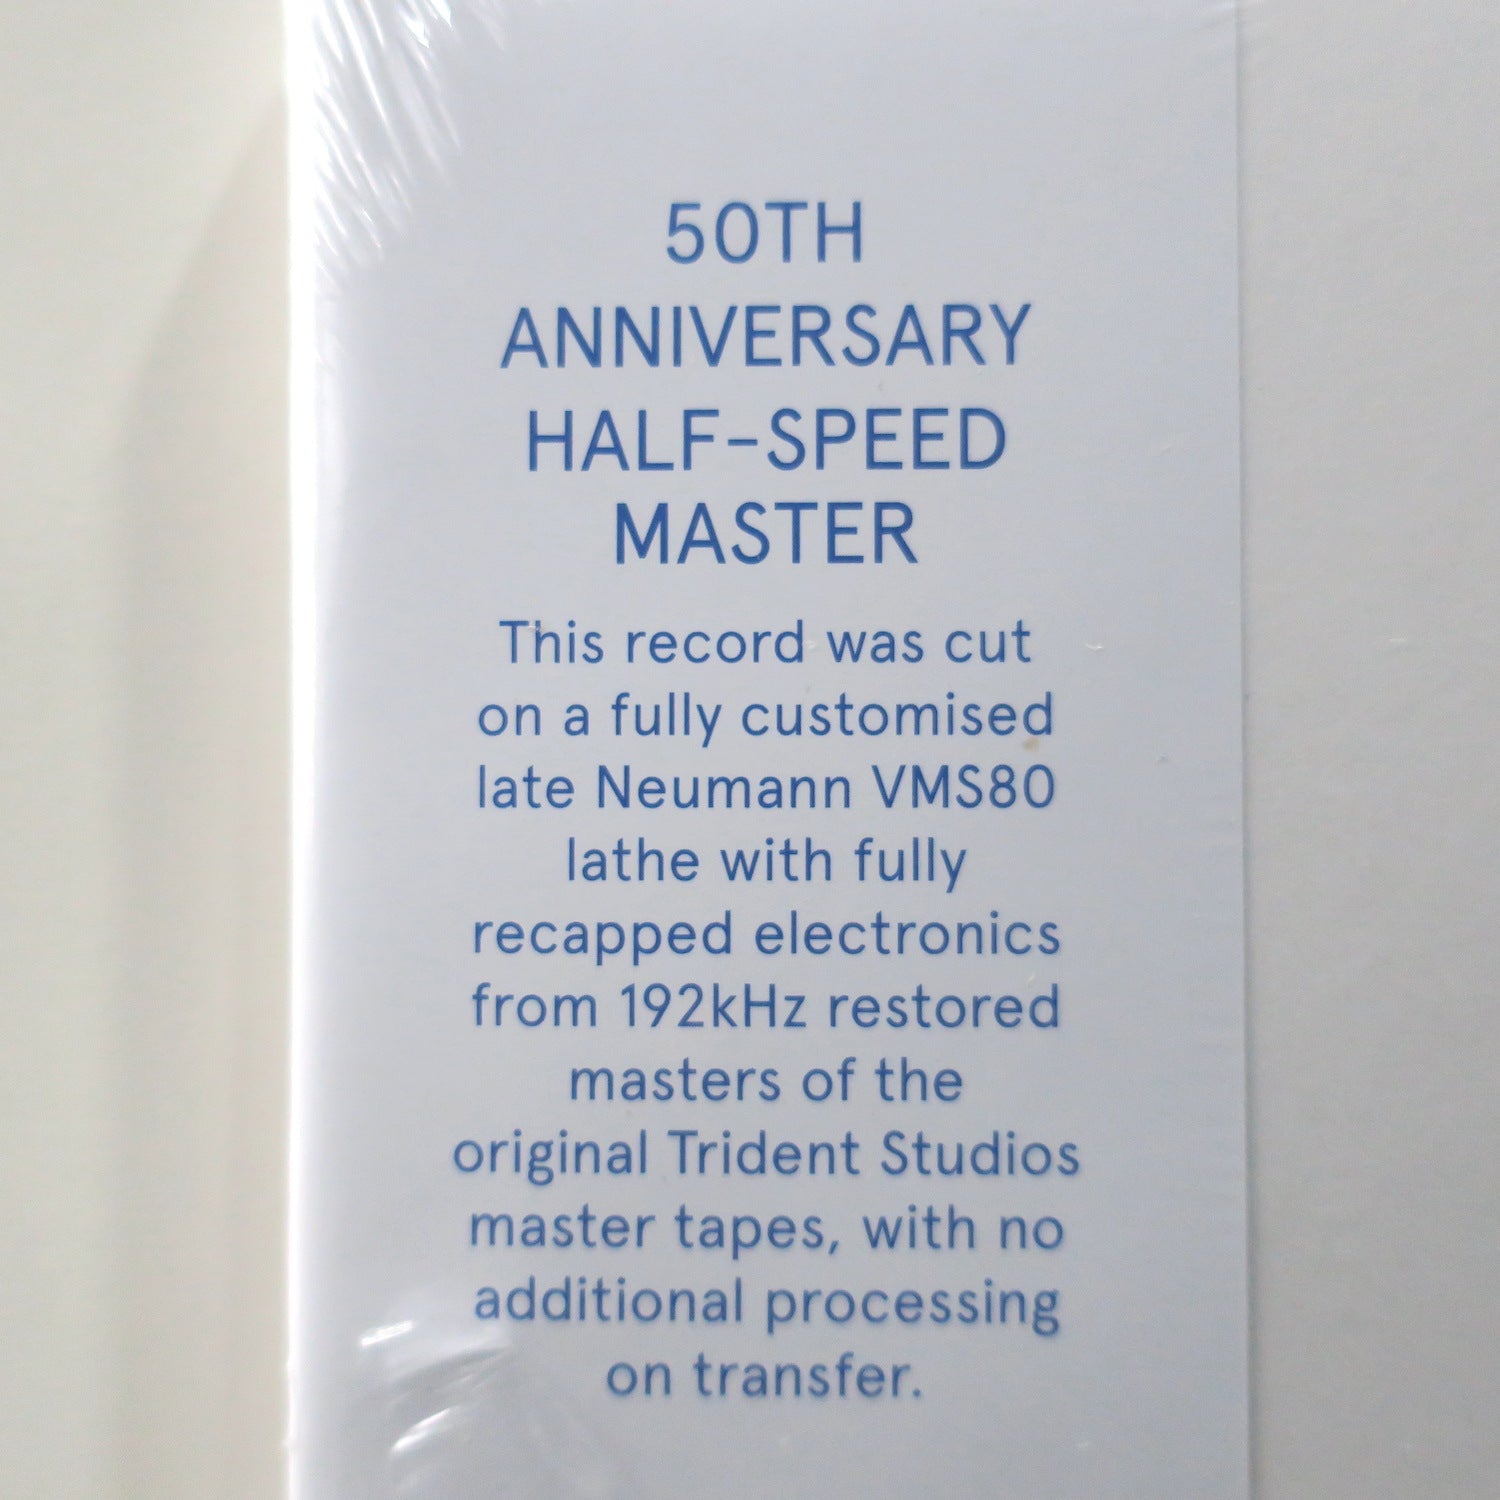 50TH
ANNIVERSARY
HALF-SPEED
MASTER
This record was cut
on a fully customised
late Neumann VMS80
lathe with fully
recapped electronics
from 192kHz restored
masters of the
original Trident Studios
master tapes, with no
additional processing
on transfer.